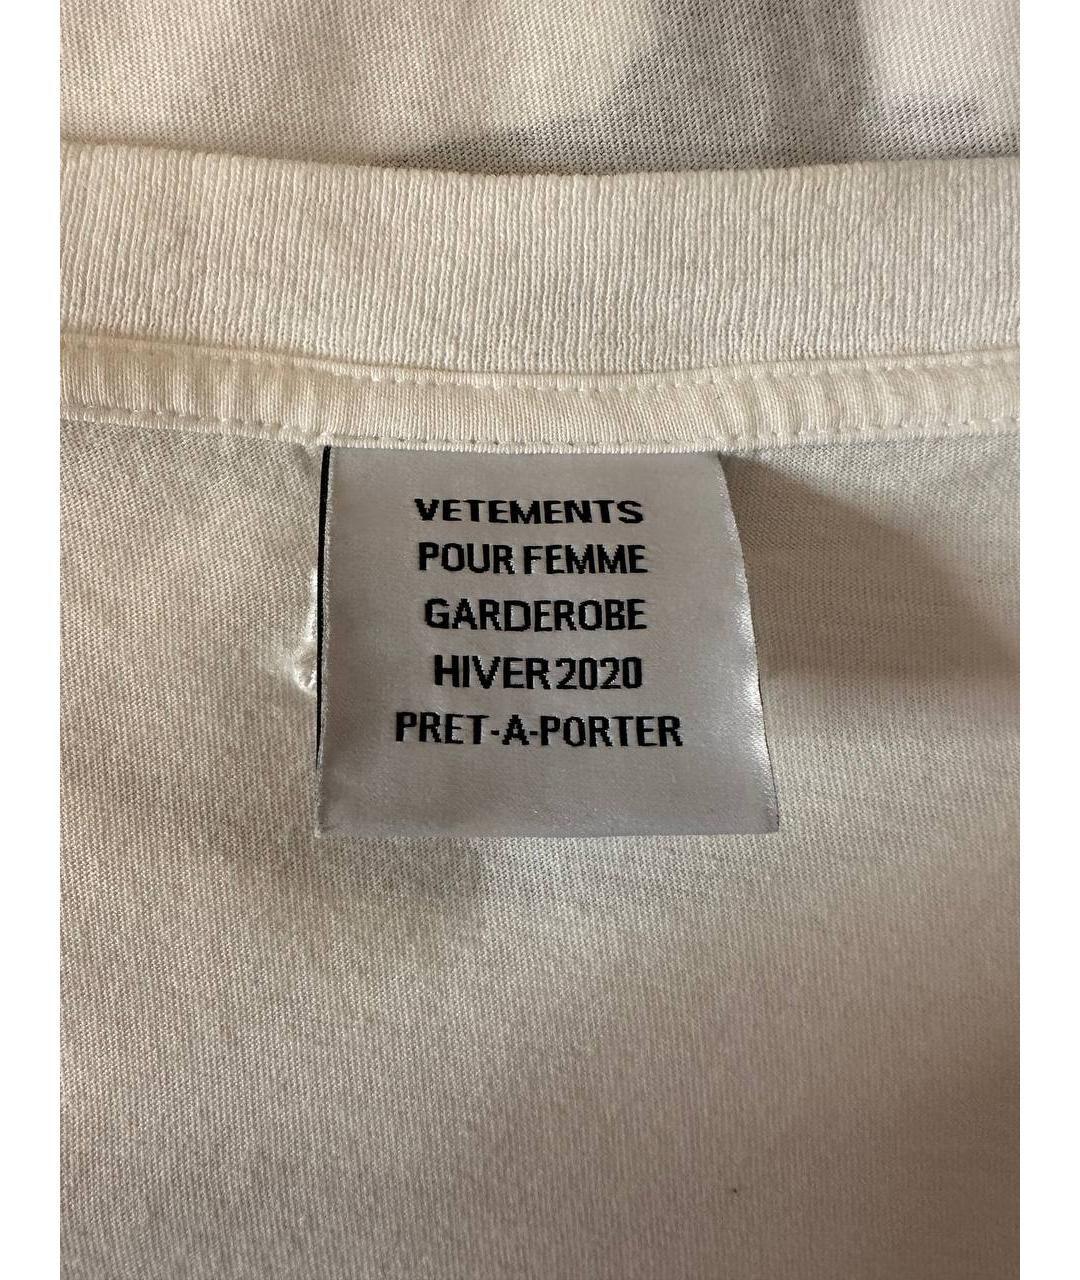 VETEMENTS
POUR FEMME
GARDEROBE
HIVER 2020
PRET-A-PORTER